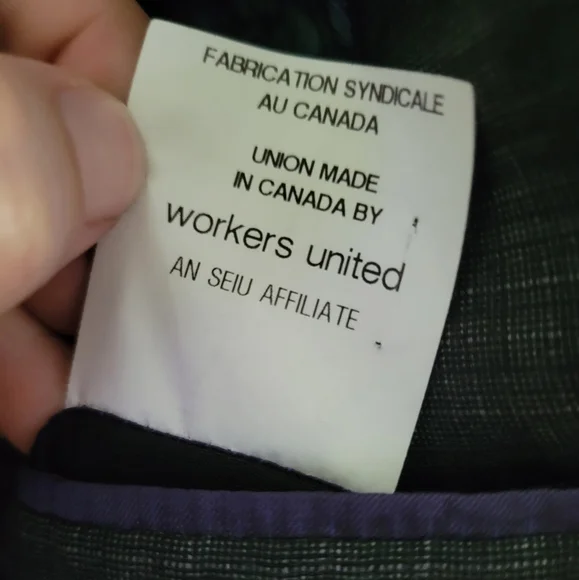 FABRICATION SYNDICALE
AU CANADA
UNION MADE
IN CANADA BY
workers united
AN SEIU AFFILIATE